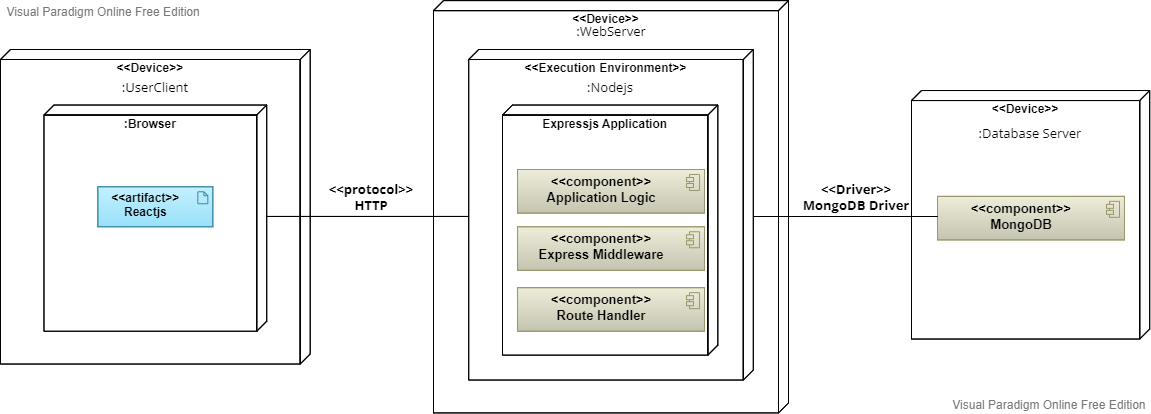 Visual Paradigm Online Free Edition
<<Device>>
:UserClient
:Browser
<<artifact>>
Reactjs
<<protocol>>
HTTP
<<Device>>
:WebServer
<<Execution Environment>>
:Nodejs
Expressjs Application
<<component>>
Application Logic
<<component>>
Express Middleware
<<component>>
Route Handler
<<Driver>>
MongoDB Driver
<<Device>>
:Database Server
<<component>>
MongoDB
Visual Paradigm Online Free Edition